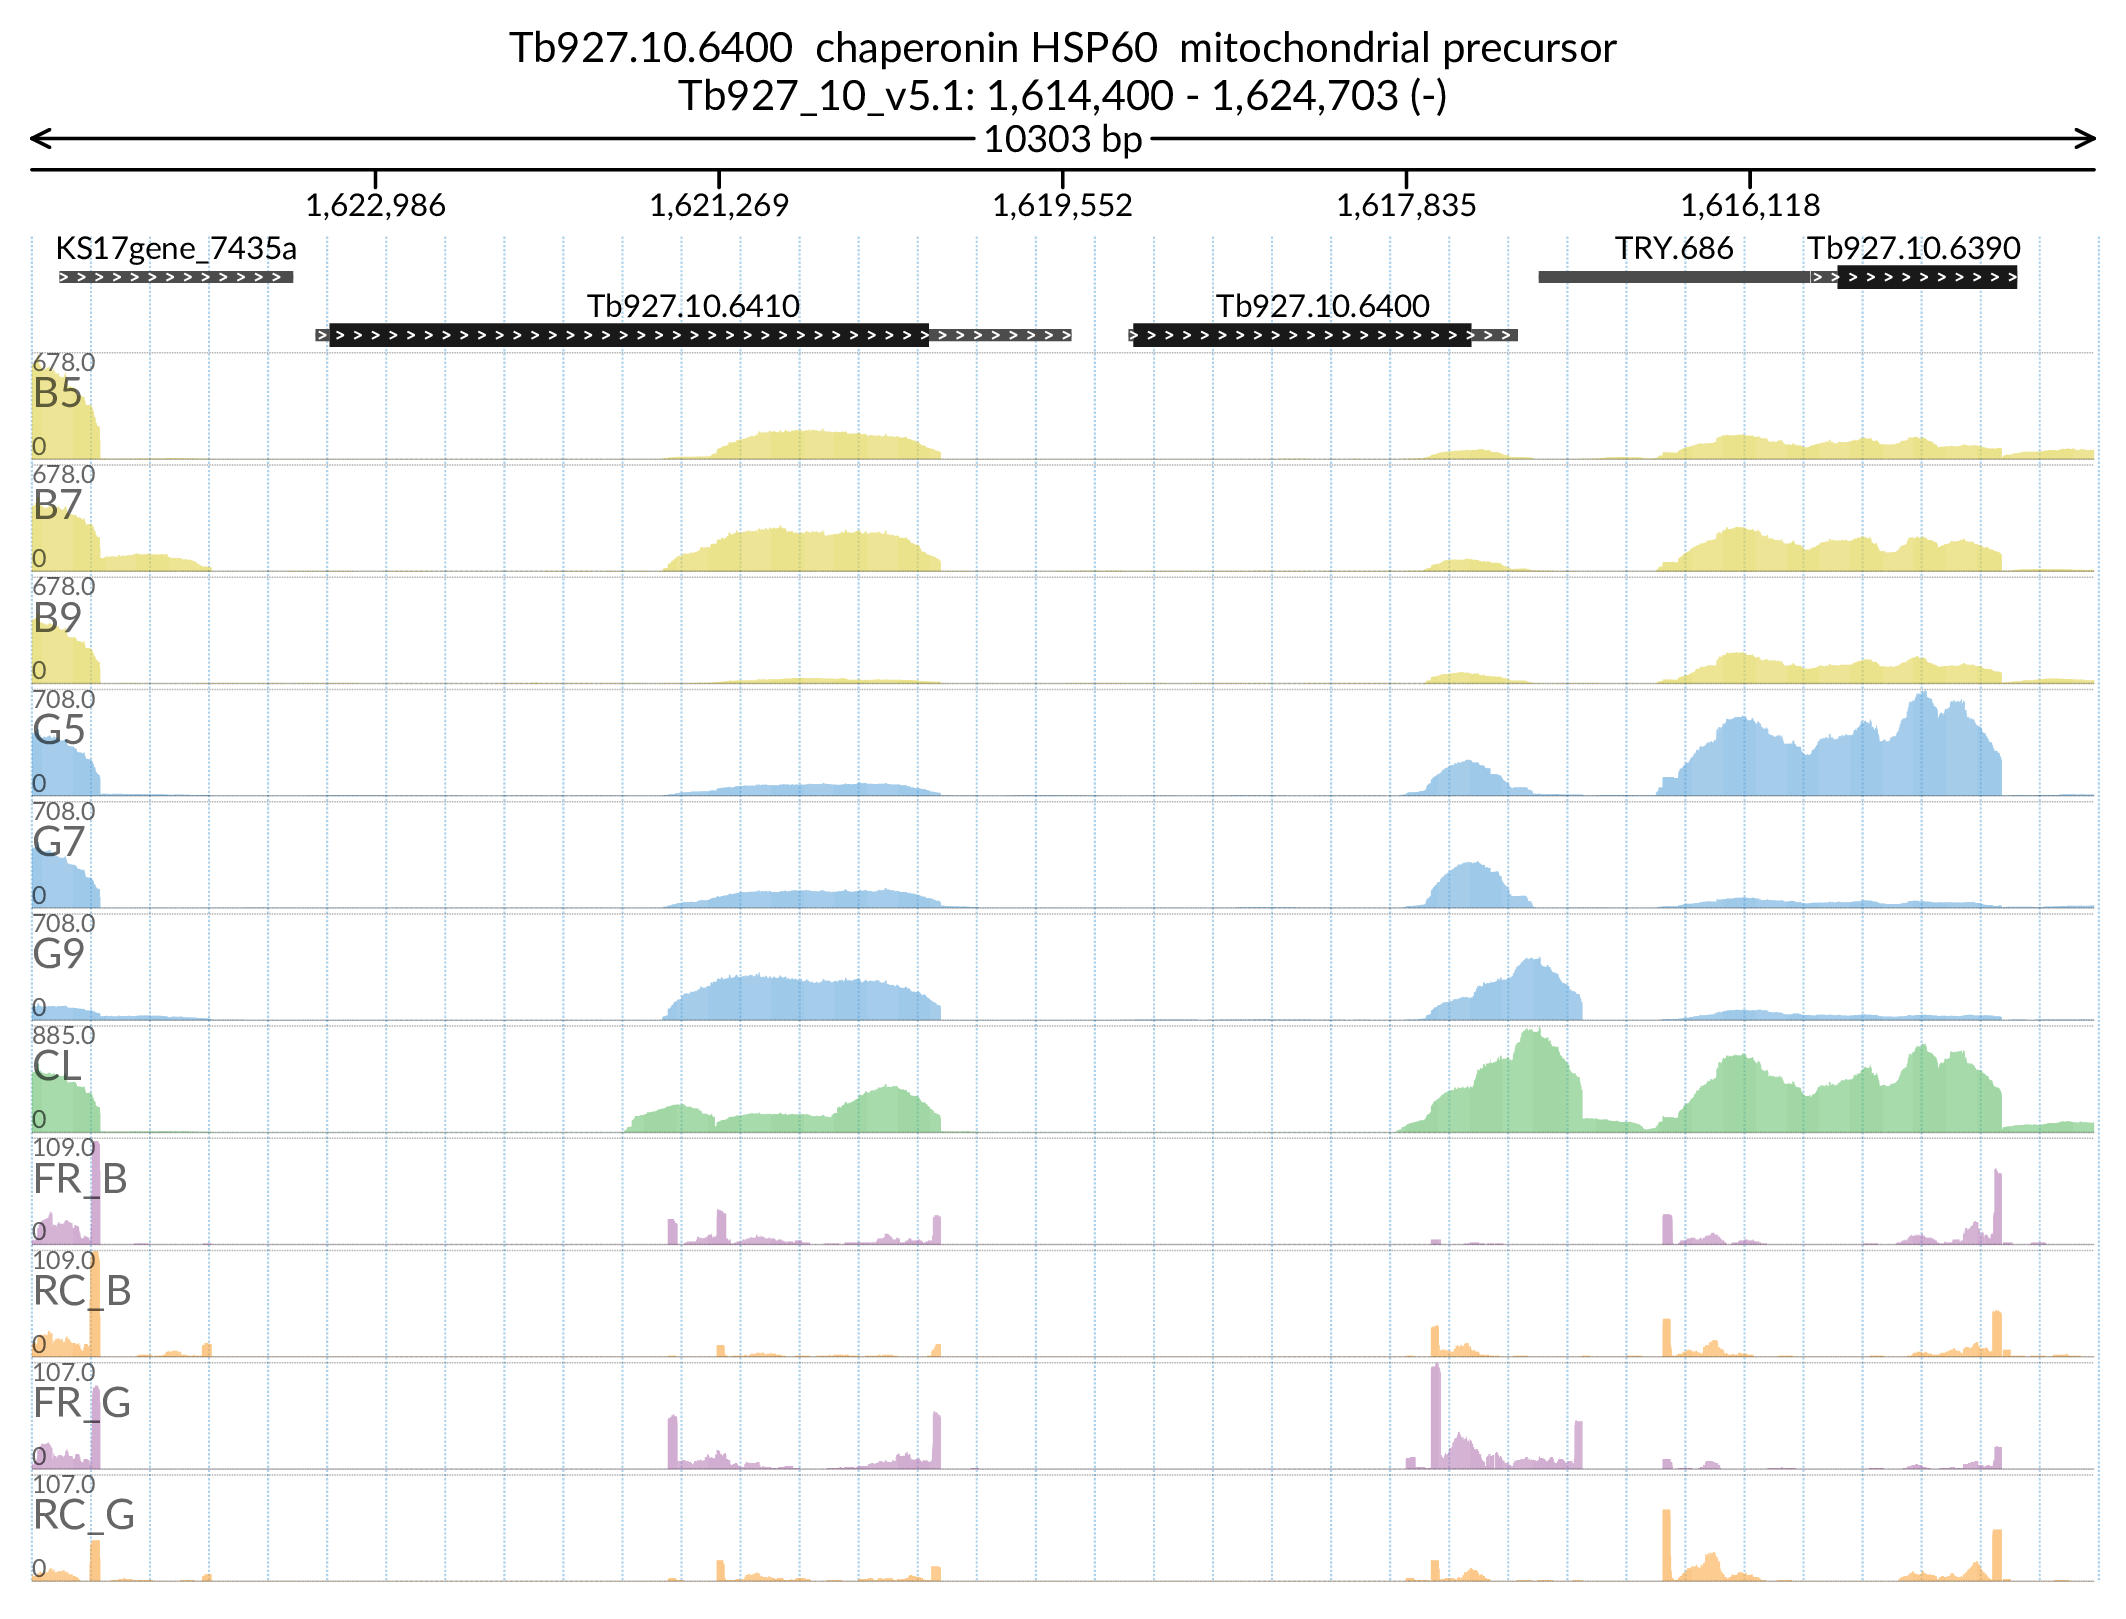 Tb927.10.6400  chaperonin HSP60  mitochondrial precursor
Tb927_10_v5.1: 1,614,400 - 1,624,703 (-)
10303 bp
1,622,986 1,621,269 1,619,552 1,617,835 1,616,118
KS17gene_7435a TRY.686 Tb927.10.6390
Tb927.10.6410 Tb927.10.6400
678.0
B5
0
678.0
B7
0
678.0
B9
0
708.0
G5
0
708.0
G7
0
708.0
G9
0
885.0
CL
0
109.0
FR_B
0
109.0
RC_B
0
107.0
FR_G
0
107.0
RC_G
0